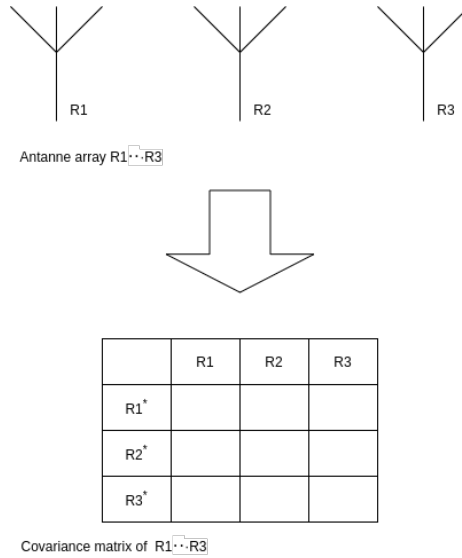 R1 R2 R3
Antanne array R1···R3
R1 R2 R3
R1*
R2*
R3*
Covariance matrix of R1···R3